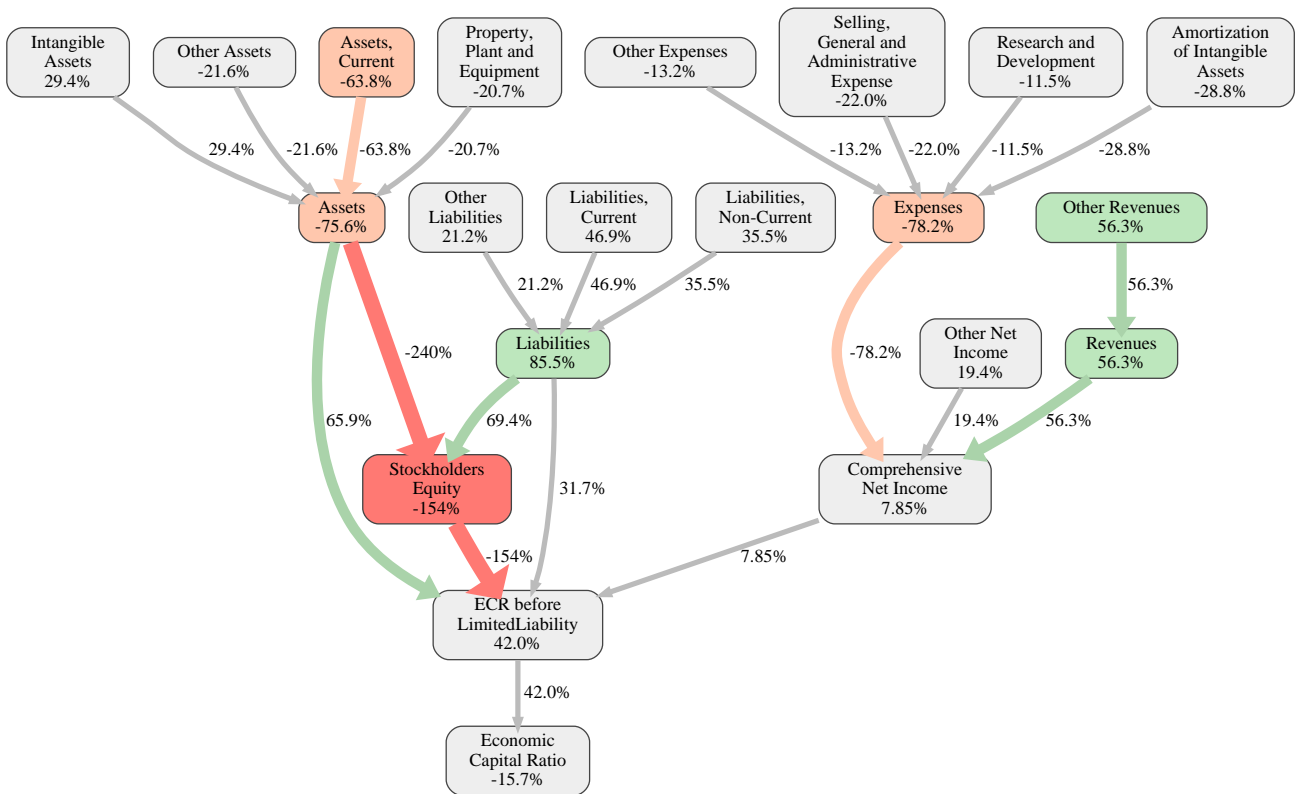 Intangible
Assets
29.4%
Other Assets
-21.6%
Assets,
Current
-63.8%
Property,
Plant and
Equipment
-20.7%
Other Expenses
-13.2%
Selling,
General and
Administrative
Expense
-22.0%
Research and
Development
-11.5%
Amortization
of Intangible
Assets
-28.8%
29.4%
-21.6%
-63.8%
-20.7%
-13.2%
-22.0%
-11.5%
-28.8%
Assets
-75.6%
Other
Liabilities
21.2%
Liabilities,
Current
46.9%
Liabilities,
Non-Current
35.5%
Expenses
-78.2%
Other Revenues
56.3%
21.2%
46.9%
35.5%
56.3%
-240%
Liabilities
85.5%
-78.2%
Other Net
Income
19.4%
Revenues
56.3%
65.9%
69.4%
19.4%
56.3%
Stockholders
Equity
-154%
31.7%
Comprehensive
Net Income
7.85%
-154%
7.85%
ECR before
LimitedLiability
42.0%
42.0%
Economic
Capital Ratio
-15.7%